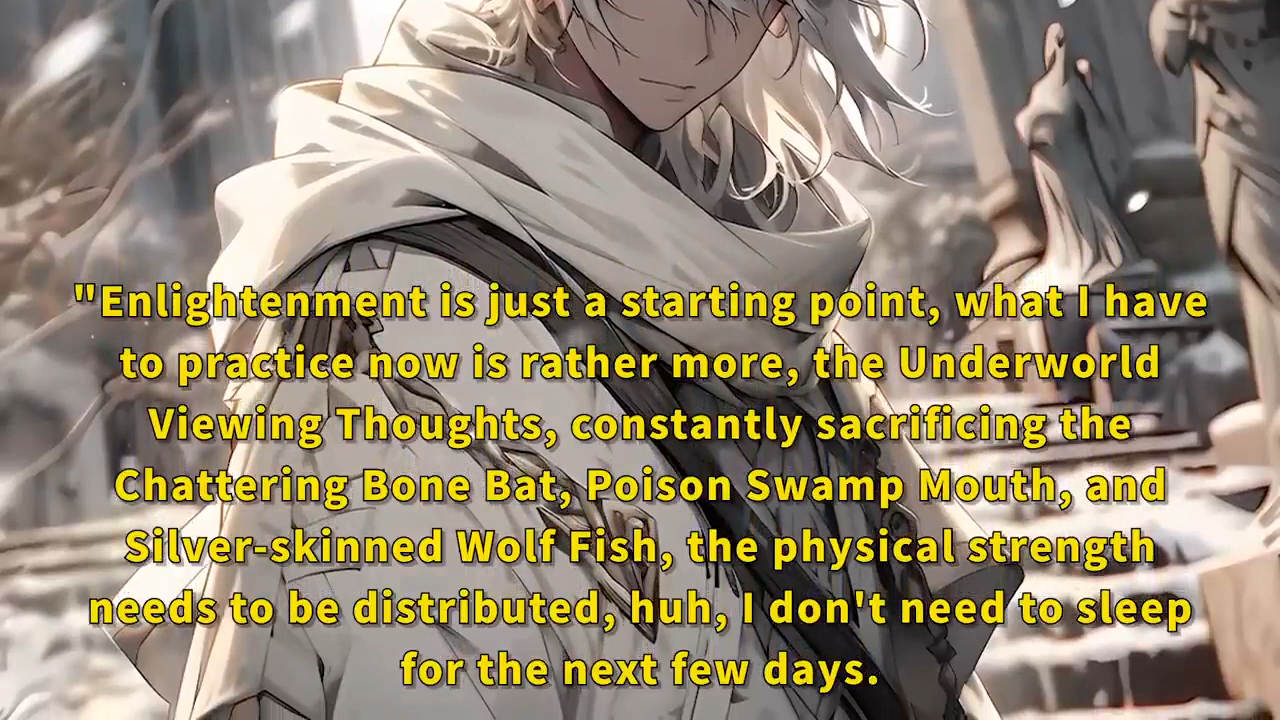 "Enlightenment is just a starting point, what I have
to practice now is rather more, the Underworld
Viewing Thoughts, constantly sacrificing the
Chattering Bone Bat, Poison Swamp Mouth, and
Silver-skinned Wolf Fish, the physical strength
needs to be distributed, huh, I don't need to sleep
for the next few days.